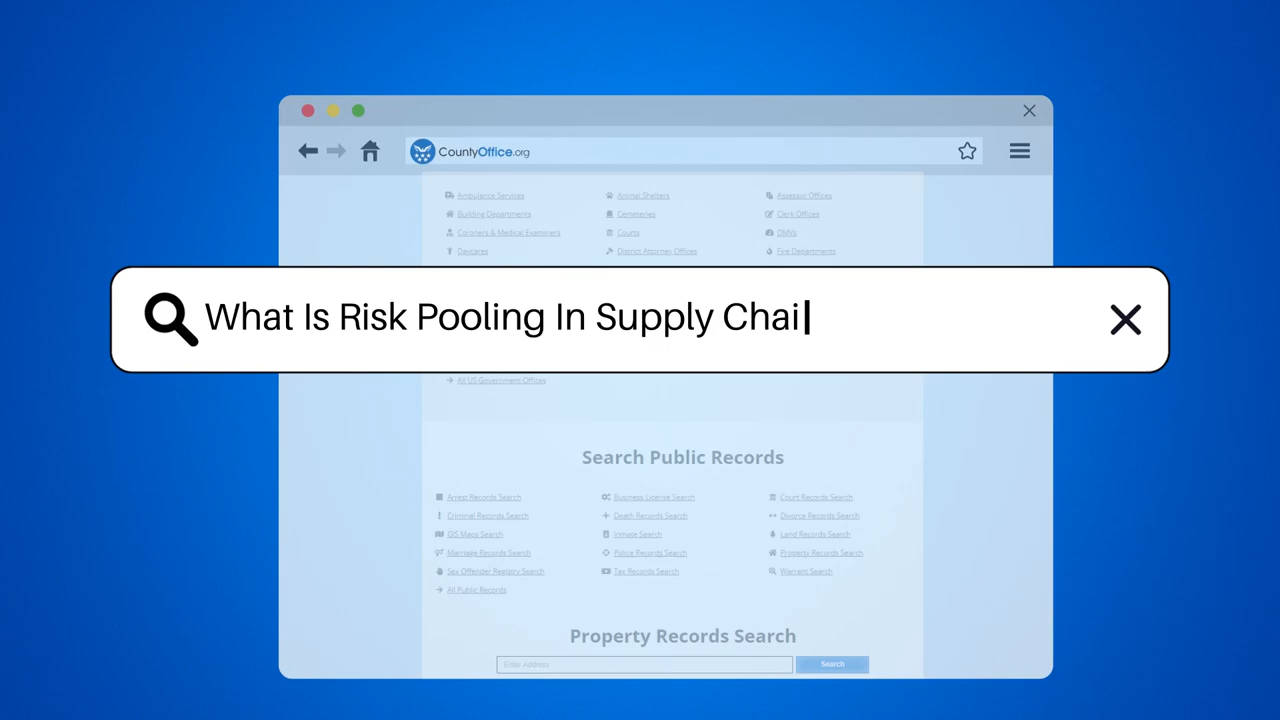 CountyOffice.org
Ambulance Services Animal Shelters Assessor Offices
Building Departments Cemeteries Clerk Offices
Coroners & Medical Examiners Courts DMVs
Daycares District Attorney Offices Fire Departments
What Is Risk Pooling In Supply Chai
All US Government Offices
Search Public Records
Arrest Records Search Business License Search Court Records Search
Criminal Records Search Death Records Search Divorce Records Search
GIS Maps Search Inmate Search Land Records Search
Marriage Records Search Police Records Search Property Records Search
Sex Offender Registry Search Tax Records Search Warrant Search
All Public Records
Property Records Search
Enter Address Search